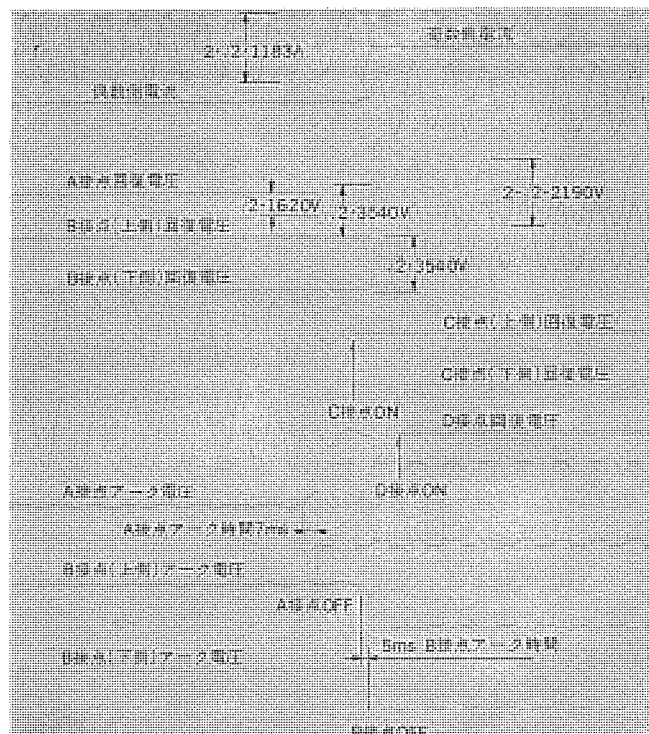 奇数側電流
2·√2·1183A
偶数側電流
A接点回復電圧
2·√2·2190V
√2·1620V
√2·3540V
B接点(上側)回復電圧
√2·3540V
B接点(下側)回復電圧
C接点(上側)回復電圧
C接点(下側)回復電圧
C接点ON
D接点回復電圧
A接点アーク電圧
D接点ON
A接点アーク時間7ms
B接点(上側)アーク電圧
A接点OFF
5ms B接点アーク時間
B接点(下側)アーク電圧
B接点OFF